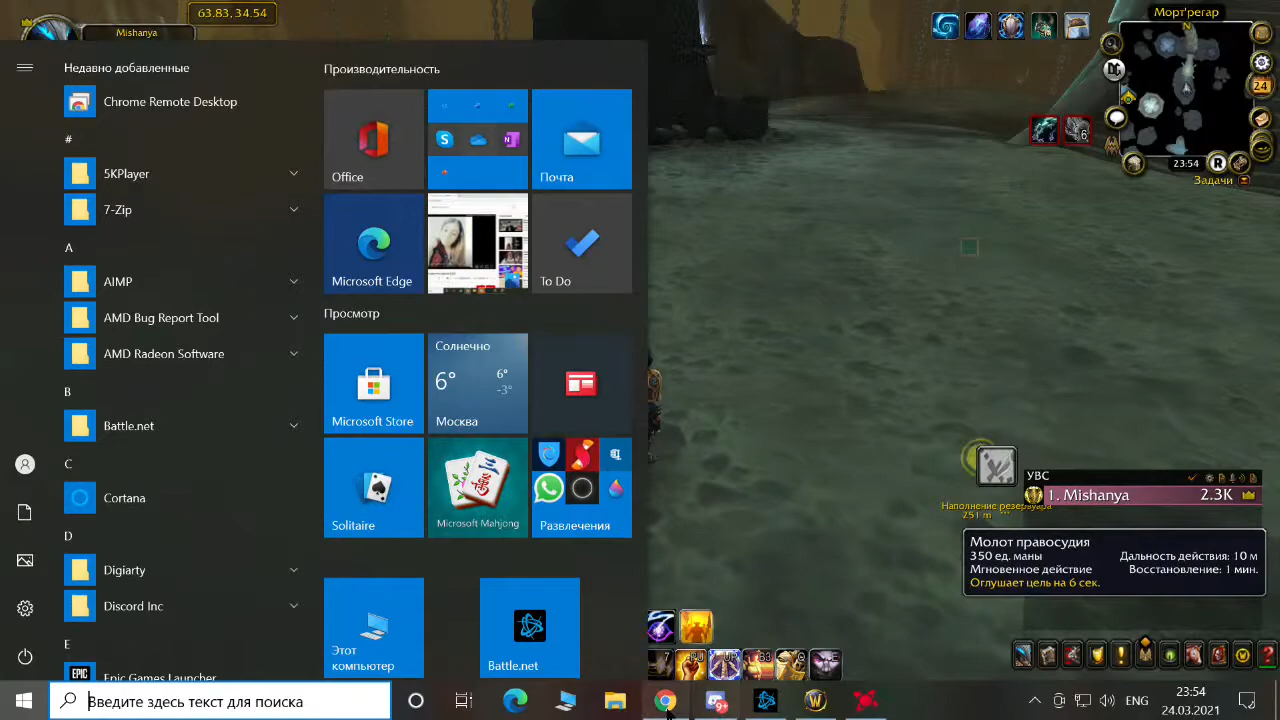 63.83, 34.54
Mishanya
Морт'регар
N
24
6
23:54
R
Задачи
Недавно добавленные
Chrome Remote Desktop
#
5KPlayer
7-Zip
A
AIMP
AMD Bug Report Tool
AMD Radeon Software
B
Battle.net
C
Cortana
D
Digiarty
Discord Inc
E
Epic Games Launcher
EPIC
Производительность
Office
Почта
Microsoft Edge
To Do
Просмотр
Microsoft Store
Солнечно
6°
6°
-3°
Москва
Solitaire
Microsoft Mahjong
Развлечения
Этот
компьютер
Battle.net
УВС
1. Mishanya 2.3K
Наполнение резервуара
251 m
Молот правосудия
350 ед. маны Дальность действия: 10 м
Мгновенное действие Восстановление: 1 мин.
Оглушает цель на 6 сек.
Введите здесь текст для поиска
9+
ENG
23:54
24.03.2021